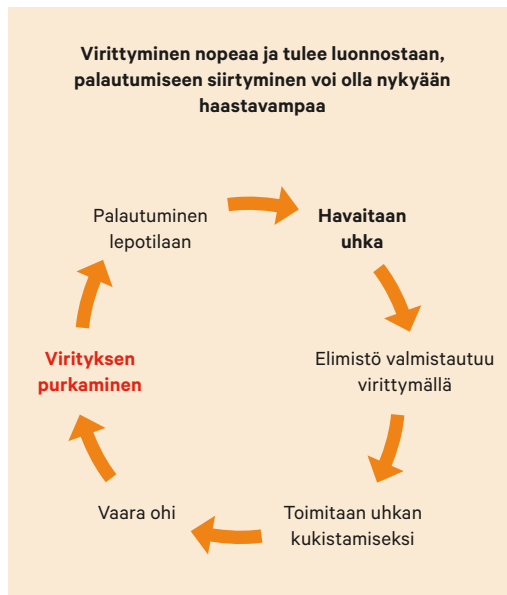 Virittyminen nopeaa ja tulee luonnostaan,
palautumiseen siirtyminen voi olla nykyään
haastavampaa
Palautuminen
lepotilaan
Havaitaan
uhka
Elimistö valmistautuu
virittymällä
Toimitaan uhkan
kukistamiseksi
Vaara ohi
Virityksen
purkaminen